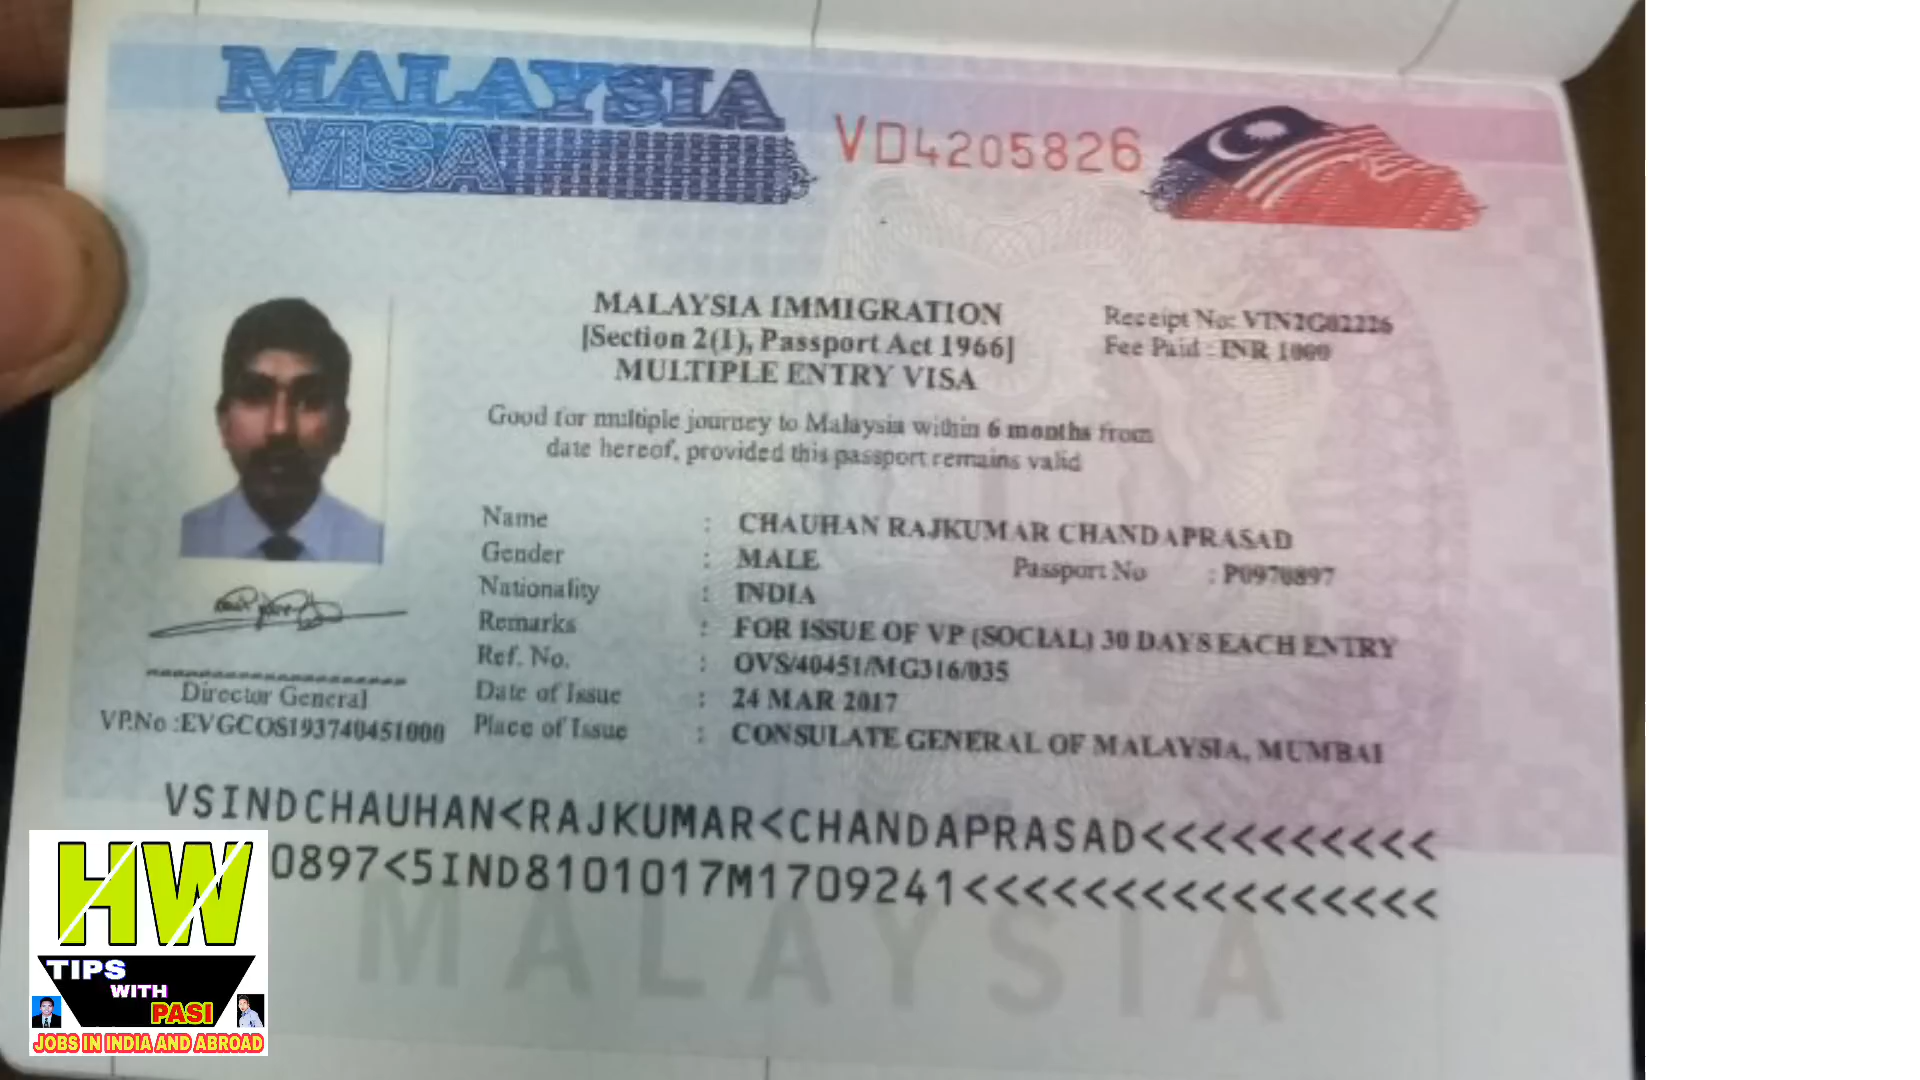 MALAYSIA
VISA
VD4205826
MALAYSIA IMMIGRATION
[Section 2(1), Passport Act 1966]
MULTIPLE ENTRY VISA
Receipt No: VIN2G02226
Fee Paid : INR 1000
Good for multiple journey to Malaysia within 6 months from
date hereof, provided this passport remains valid
Name : CHAUHAN RAJKUMAR CHANDAPRASAD
Gender : MALE Passport No : P0970897
Nationality : INDIA
Remarks : FOR ISSUE OF VP (SOCIAL) 30 DAYS EACH ENTRY
Ref. No. : OVS/40451/MG316/035
Date of Issue : 24 MAR 2017
Place of Issue : CONSULATE GENERAL OF MALAYSIA, MUMBAI
Director General
VP.No :EVGCOS193740451000
VSINDCHAUHAN<RAJKUMAR<CHANDAPRASAD<<<<<<<<<<
0897<5IND8101017M1709241<<<<<<<<<<<<<<<<
MALAYSIA
HW
TIPS
WITH
PASI
JOBS IN INDIA AND ABROAD